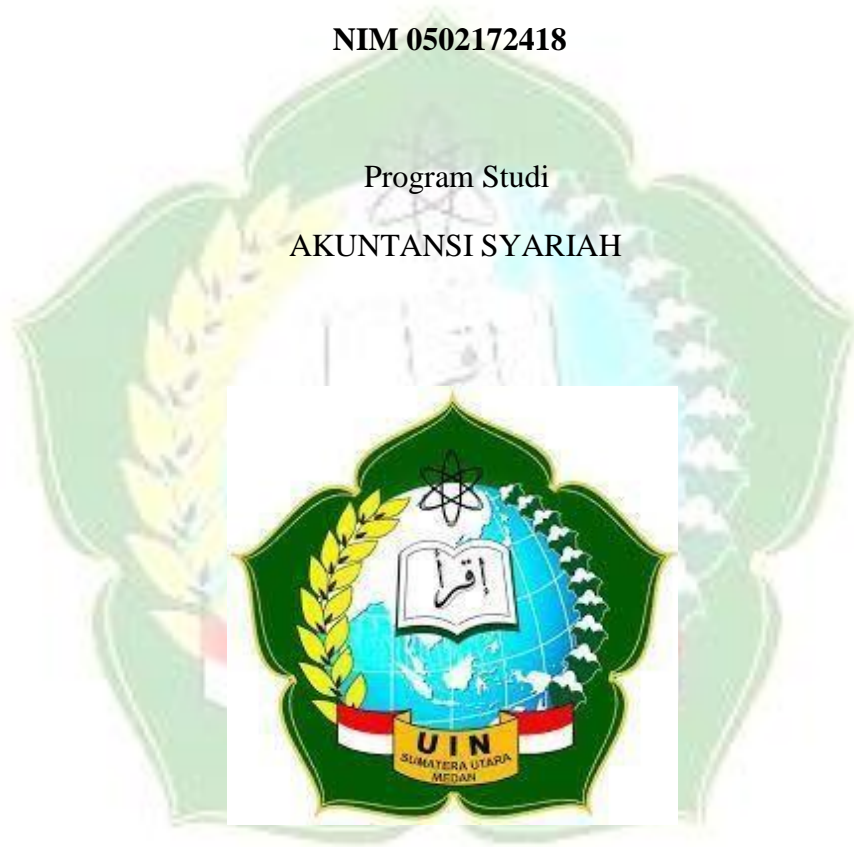 NIM 0502172418
Program Studi
AKUNTANSI SYARIAH
إقرأ
UIN
SUMATERA UTARA
MEDAN